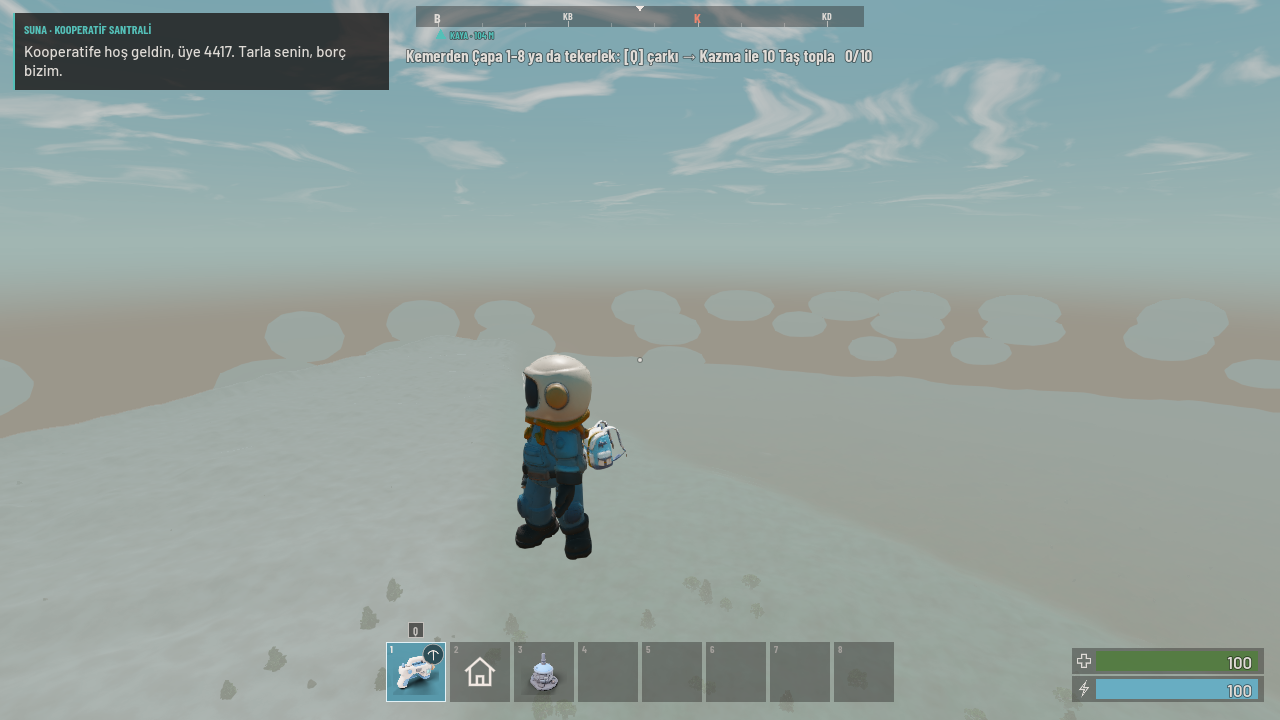 SUNA · KOOPERATİF SANTRALİ
Kooperatife hoş geldin, üye 4417. Tarla senin, borç
bizim.
B KB K KD
KAYA · 104 M
Kemerden Çapa 1-8 ya da tekerlek: [Q] çarkı → Kazma ile 10 Taş topla 0/10
Q
1 2 3 4 5 6 7 8
100
100